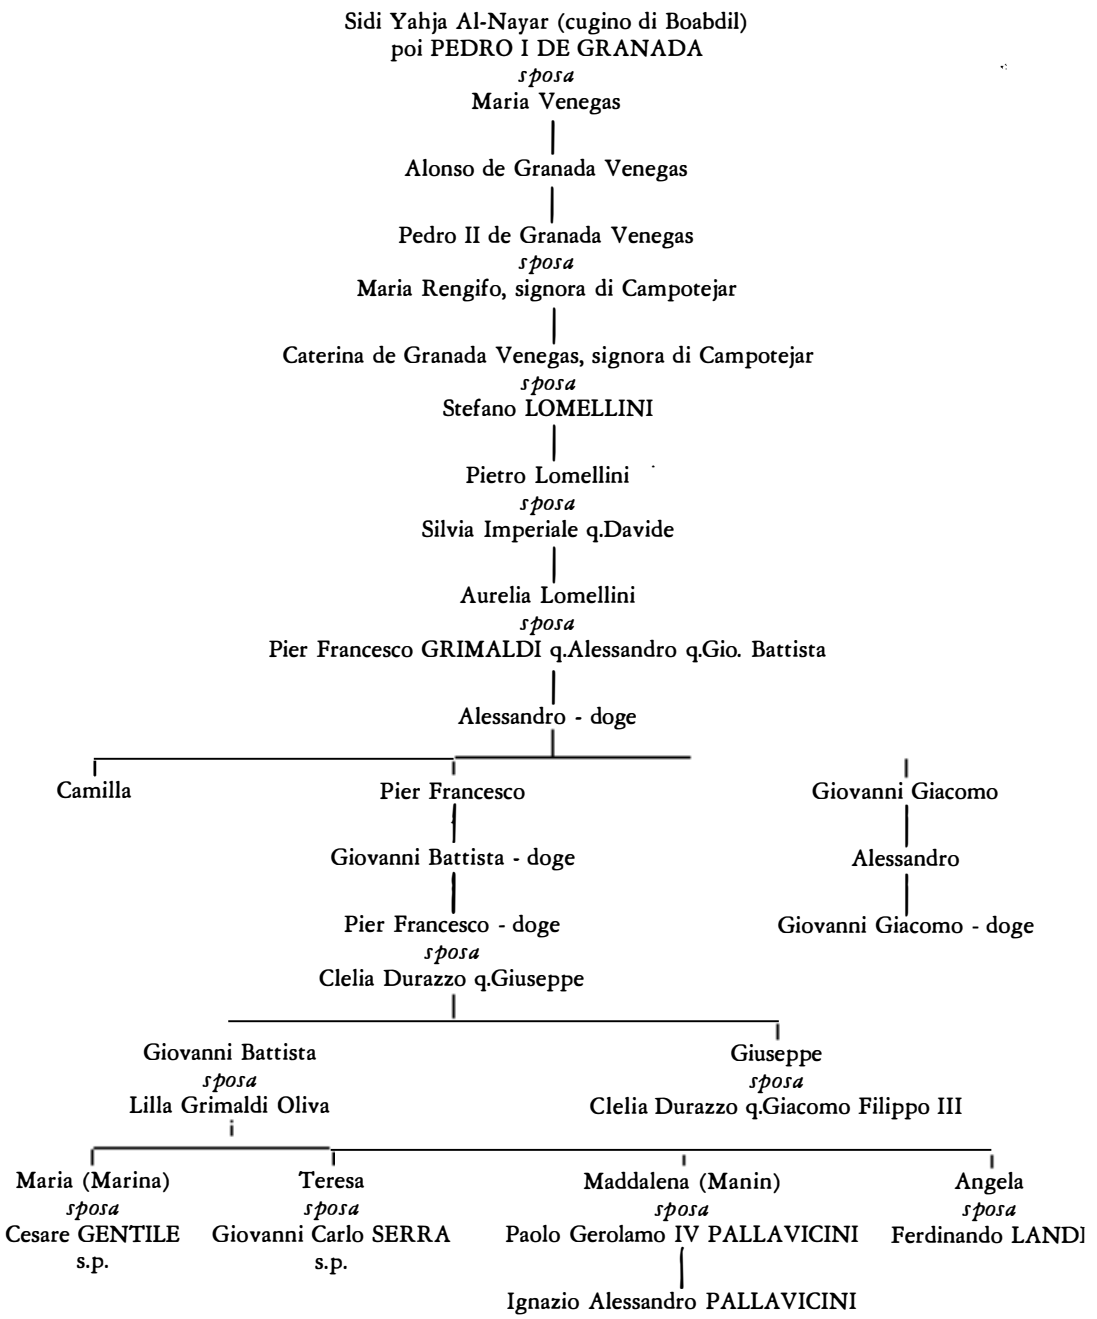 Sidi Yahja Al-Nayar (cugino di Boabdil)
poi PEDRO I DE GRANADA
sposa
Maria Venegas
Alonso de Granada Venegas
Pedro II de Granada Venegas
sposa
Maria Rengifo, signora di Campotejar
Caterina de Granada Venegas, signora di Campotejar
sposa
Stefano LOMELLINI
Pietro Lomellini
sposa
Silvia Imperiale q.Davide
Aurelia Lomellini
sposa
Pier Francesco GRIMALDI q.Alessandro q.Gio. Battista
Alessandro - doge
Camilla Pier Francesco Giovanni Giacomo
Giovanni Battista - doge Alessandro
Pier Francesco - doge Giovanni Giacomo - doge
sposa
Clelia Durazzo q.Giuseppe
Giovanni Battista Giuseppe
sposa sposa
Lilla Grimaldi Oliva Clelia Durazzo q.Giacomo Filippo III
Maria (Marina) Teresa Maddalena (Manin) Angela
sposa sposa sposa sposa
Cesare GENTILE Giovanni Carlo SERRA Paolo Gerolamo IV PALLAVICINI Ferdinando LANDI
s.p. s.p.
Ignazio Alessandro PALLAVICINI